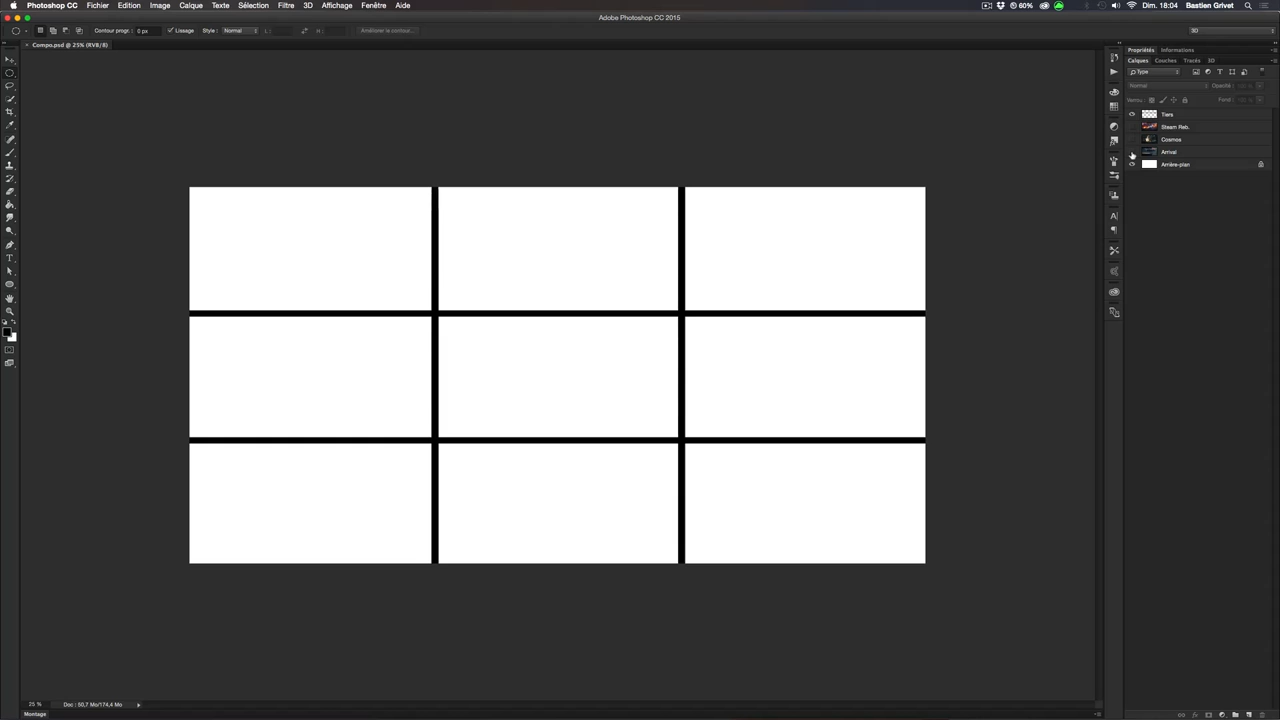 Photoshop CC Fichier Edition Image Calque Texte Sélection Filtre 3D Affichage Fenêtre Aide 60% Dim. 18:04 Bastien Grivet
Adobe Photoshop CC 2015
Contour progr. : 0 px Lissage Style : Normal L : H : Améliorer le contour... 3D
× Compo.psd @ 25% (RVB/8)
Propriétés Informations
Calques Couches Tracés 3D
Type
Normal Opacité :
Verrou : Fond :
Tiers
Steam Reb.
Cosmos
Arrival
Arrière-plan
25 % Doc : 50,7 Mo/174,4 Mo
Montage